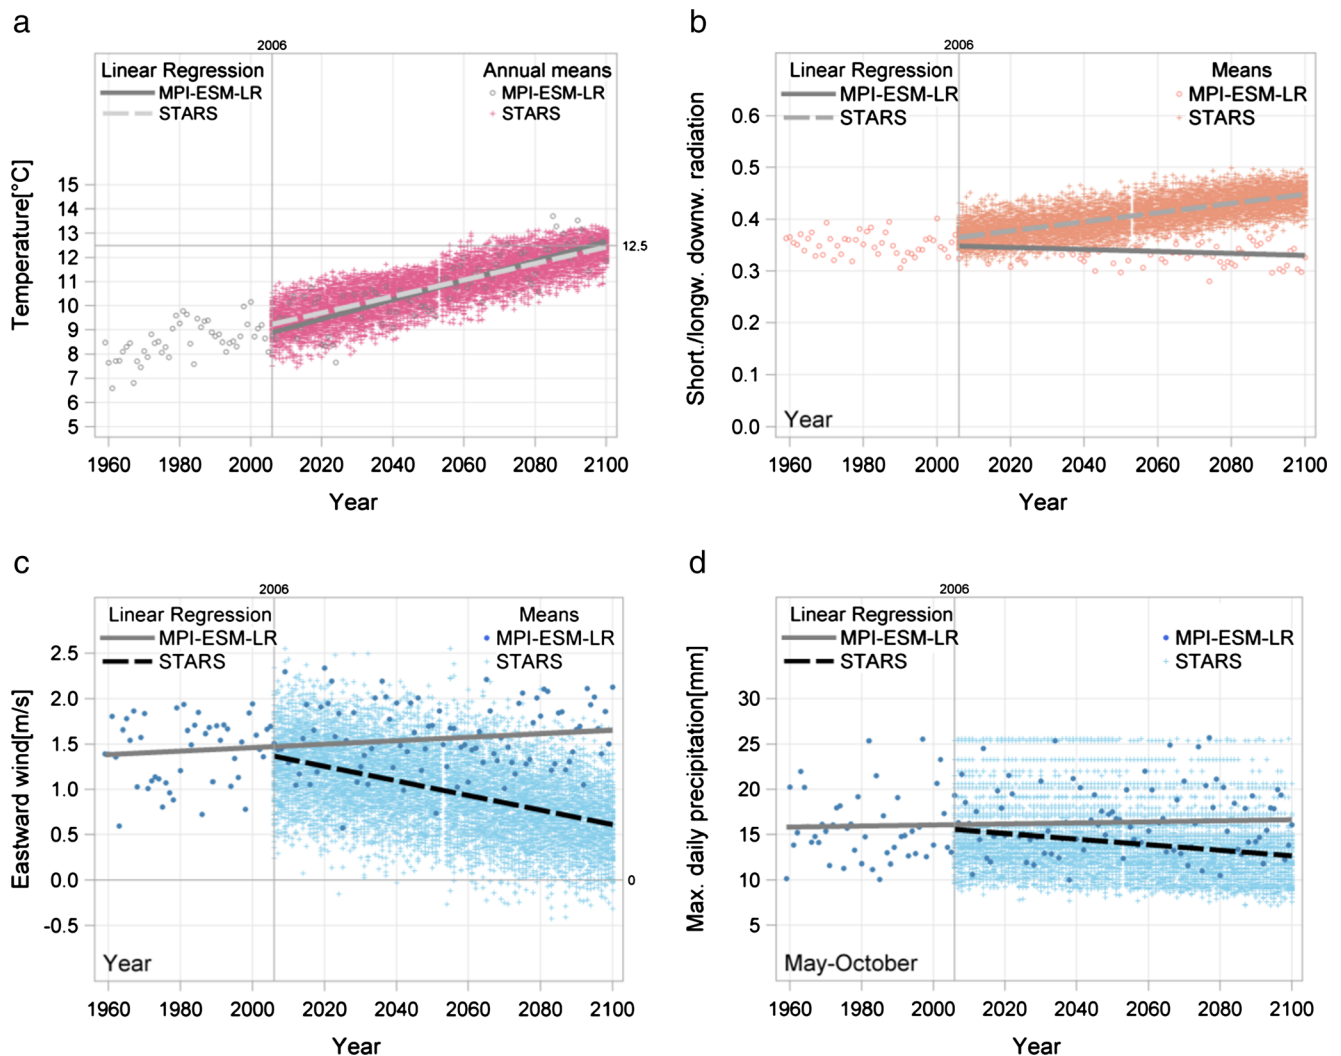 a
2006
Linear Regression Annual means
MPI-ESM-LR MPI-ESM-LR
STARS STARS
Temperature[°C]
15
14
13
12.5
12
11
10
9
8
7
6
5
1960 1980 2000 2020 2040 2060 2080 2100
Year
b
2006
Linear Regression Means
MPI-ESM-LR MPI-ESM-LR
STARS STARS
Short./longw. downw. radiation
0.6
0.5
0.4
0.3
0.2
0.1
0.0
Year
1960 1980 2000 2020 2040 2060 2080 2100
Year
c
2006
Linear Regression Means
MPI-ESM-LR MPI-ESM-LR
STARS STARS
Eastward wind[m/s]
2.5
2.0
1.5
1.0
0.5
0.0
0
-0.5
Year
1960 1980 2000 2020 2040 2060 2080 2100
Year
d
2006
Linear Regression
MPI-ESM-LR MPI-ESM-LR
STARS STARS
Max. daily precipitation[mm]
30
25
20
15
10
5
May-October
1960 1980 2000 2020 2040 2060 2080 2100
Year